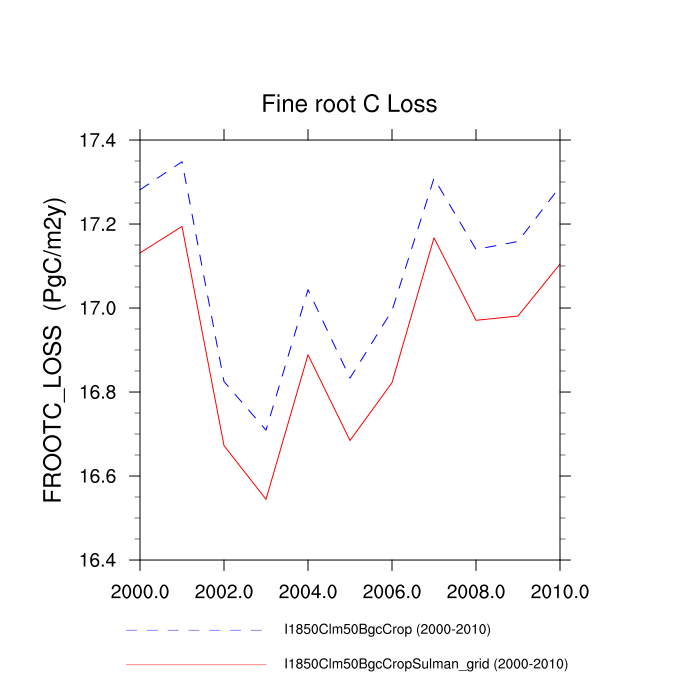 Fine root C Loss
FROOTC_LOSS (PgC/m2y)
17.4
17.2
17.0
16.8
16.6
16.4
2000.0 2002.0 2004.0 2006.0 2008.0 2010.0
I1850Clm50BgcCrop (2000-2010)
I1850Clm50BgcCropSulman_grid (2000-2010)